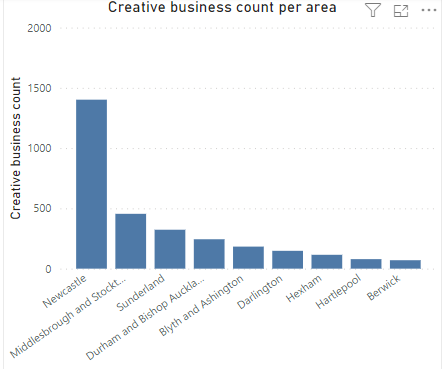 Creative business count per area
Creative business count
2000
1500
1000
500
0
Newcastle
Middlesbrough and Stockt...
Sunderland
Durham and Bishop Auckla...
Blyth and Ashington
Darlington
Hexham
Hartlepool
Berwick